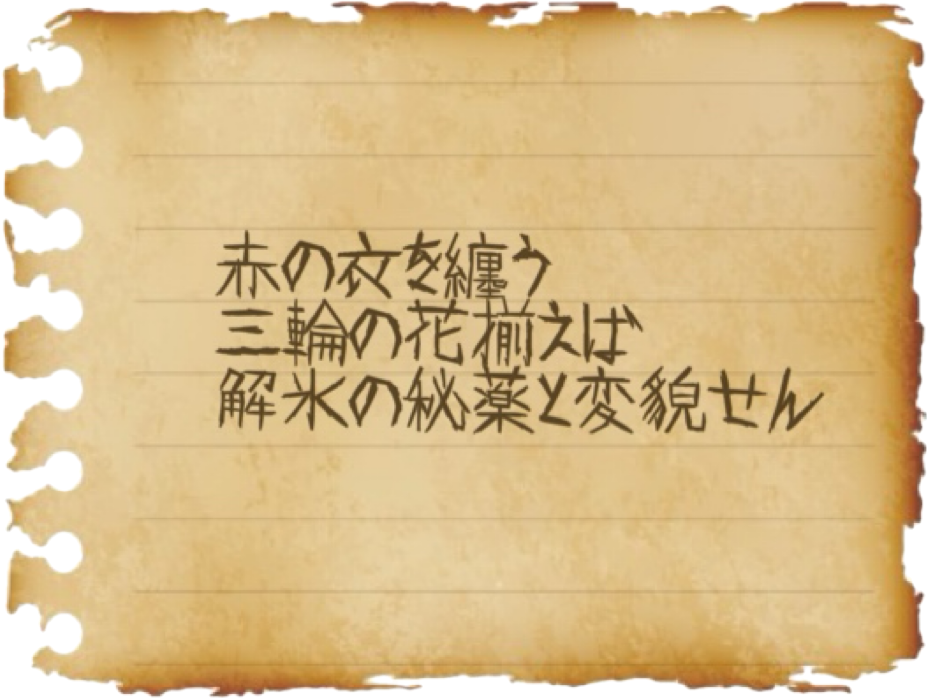 赤の衣を纏う
三輪の花揃えば
解氷の秘薬と変貌せん